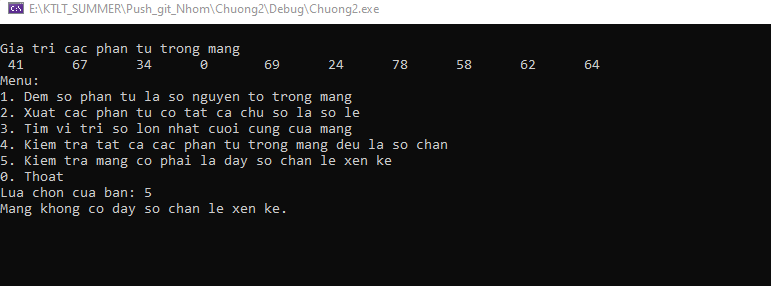 E:\KTLT_SUMMER\Push_git_Nhom\Chuong2\Debug\Chuong2.exe
Gia tri cac phan tu trong mang
41 67 34 0 69 24 78 58 62 64
Menu:
1. Dem so phan tu la so nguyen to trong mang
2. Xuat cac phan tu co tat ca chu so la so le
3. Tim vi tri so lon nhat cuoi cung cua mang
4. Kiem tra tat ca cac phan tu trong mang deu la so chan
5. Kiem tra mang co phai la day so chan le xen ke
0. Thoat
Lua chon cua ban: 5
Mang khong co day so chan le xen ke.